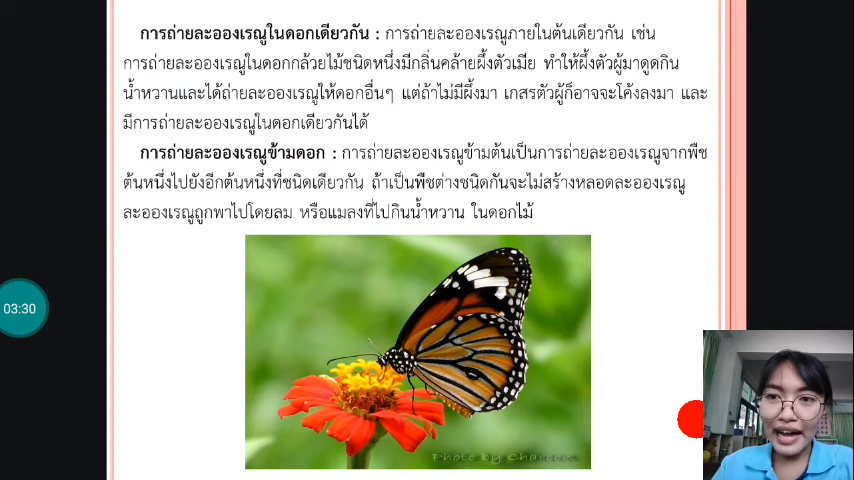 การถ่ายละอองเรณูในดอกเดียวกัน : การถ่ายละอองเรณูภายในต้นเดียวกัน เช่น
การถ่ายละอองเรณูในดอกกล้วยไม้ชนิดหนึ่งมีกลิ่นคล้ายผึ้งตัวเมีย ทำให้ผึ้งตัวผู้มาดูดกิน
น้ำหวานและได้ถ่ายละอองเรณูให้ดอกอื่นๆ แต่ถ้าไม่มีผึ้งมา เกสรตัวผู้ก็อาจจะโค้งลงมา และ
มีการถ่ายละอองเรณูในดอกเดียวกันได้
การถ่ายละอองเรณูข้ามดอก : การถ่ายละอองเรณูข้ามต้นเป็นการถ่ายละอองเรณูจากพืช
ต้นหนึ่งไปยังอีกต้นหนึ่งที่ชนิดเดียวกัน ถ้าเป็นพืชต่างชนิดกันจะไม่สร้างหลอดละอองเรณู
ละอองเรณูถูกพาไปโดยลม หรือแมลงที่ไปกินน้ำหวาน ในดอกไม้
03:30
Photo by